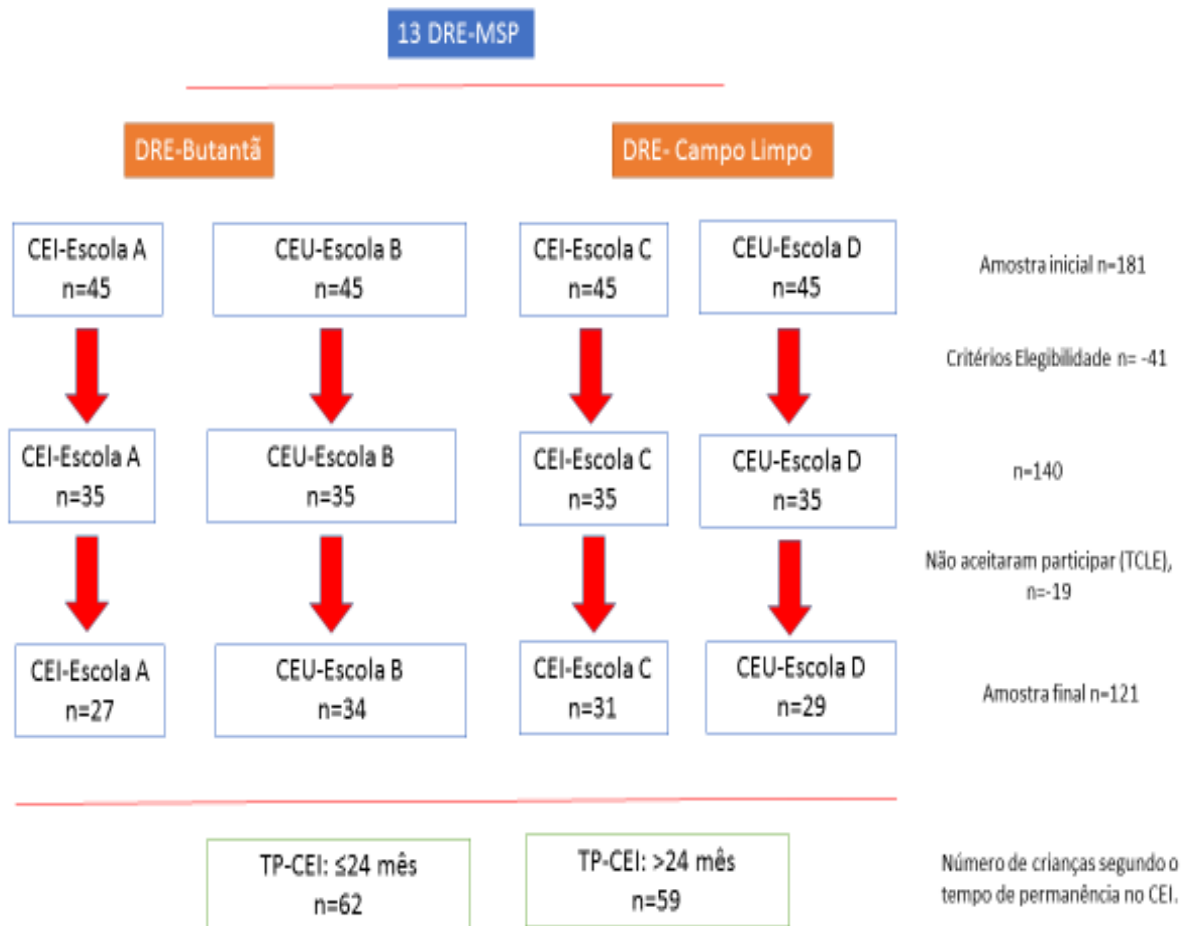 13 DRE-MSP
DRE-Butantã
DRE- Campo Limpo
CEI-Escola A
n=45
CEU-Escola B
n=45
CEI-Escola C
n=45
CEU-Escola D
n=45
Amostra inicial n=181
Critérios Elegibilidade n= -41
CEI-Escola A
n=35
CEU-Escola B
n=35
CEI-Escola C
n=35
CEU-Escola D
n=35
n=140
Não aceitaram participar (TCLE),
n=-19
CEI-Escola A
n=27
CEU-Escola B
n=34
CEI-Escola C
n=31
CEU-Escola D
n=29
Amostra final n=121
TP-CEI: ≤24 mês
n=62
TP-CEI: >24 mês
n=59
Número de crianças segundo o
tempo de permanência no CEI.